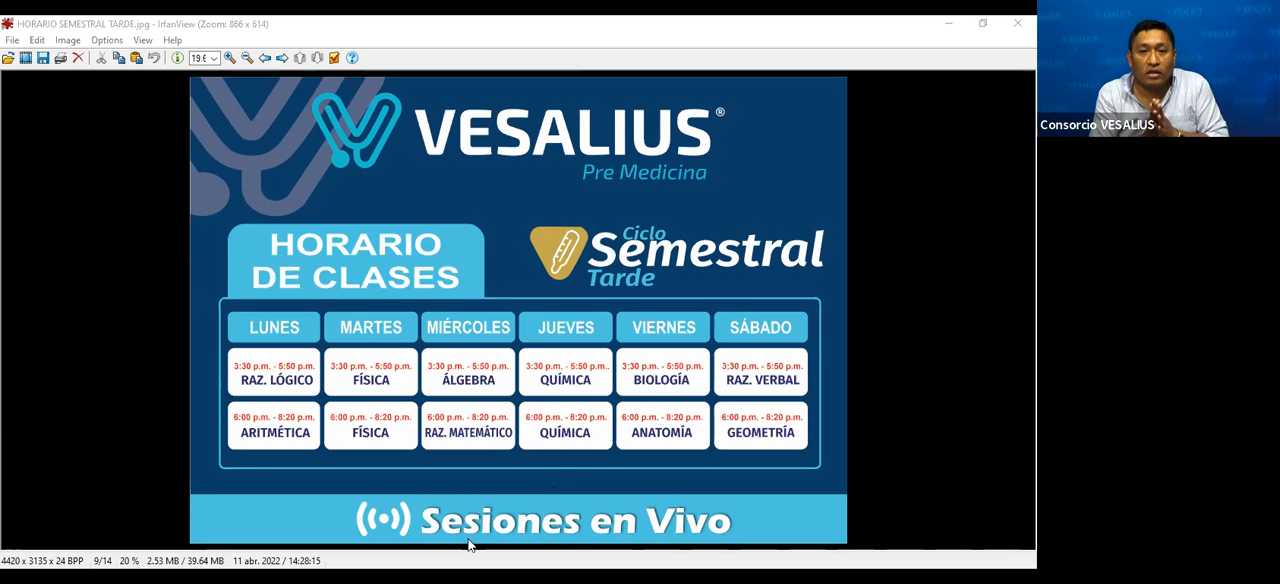 HORARIO SEMESTRAL TARDE.jpg - IrfanView (Zoom: 866 x 614)
File Edit Image Options View Help
19.6
VESALIUS®
Pre Medicina
HORARIO
DE CLASES
Ciclo
Semestral
Tarde
LUNES MARTES MIÉRCOLES JUEVES VIERNES SÁBADO
3:30 p.m. - 5:50 p.m. 3:30 p.m. - 5:50 p.m. 3:30 p.m. - 5:50 p.m. 3:30 p.m. - 5:50 p.m.. 3:30 p.m. - 5:50 p.m. 3:30 p.m. - 5:50 p.m.
RAZ. LÓGICO FÍSICA ÁLGEBRA QUÍMICA BIOLOGÍA RAZ. VERBAL
6:00 p.m. - 8:20 p.m. 6:00 p.m. - 8:20 p.m. 6:00 p.m. - 8:20 p.m. 6:00 p.m. - 8:20 p.m. 6:00 p.m. - 8:20 p.m. 6:00 p.m. - 8:20 p.m.
ARITMÉTICA FÍSICA RAZ. MATEMÁTICO QUÍMICA ANATOMÍA GEOMETRÍA
Sesiones en Vivo
4420 x 3135 x 24 BPP 9/14 20 % 2.53 MB / 39.64 MB 11 abr. 2022 / 14:28:15
VESALIUS
Consorcio VESALIUS